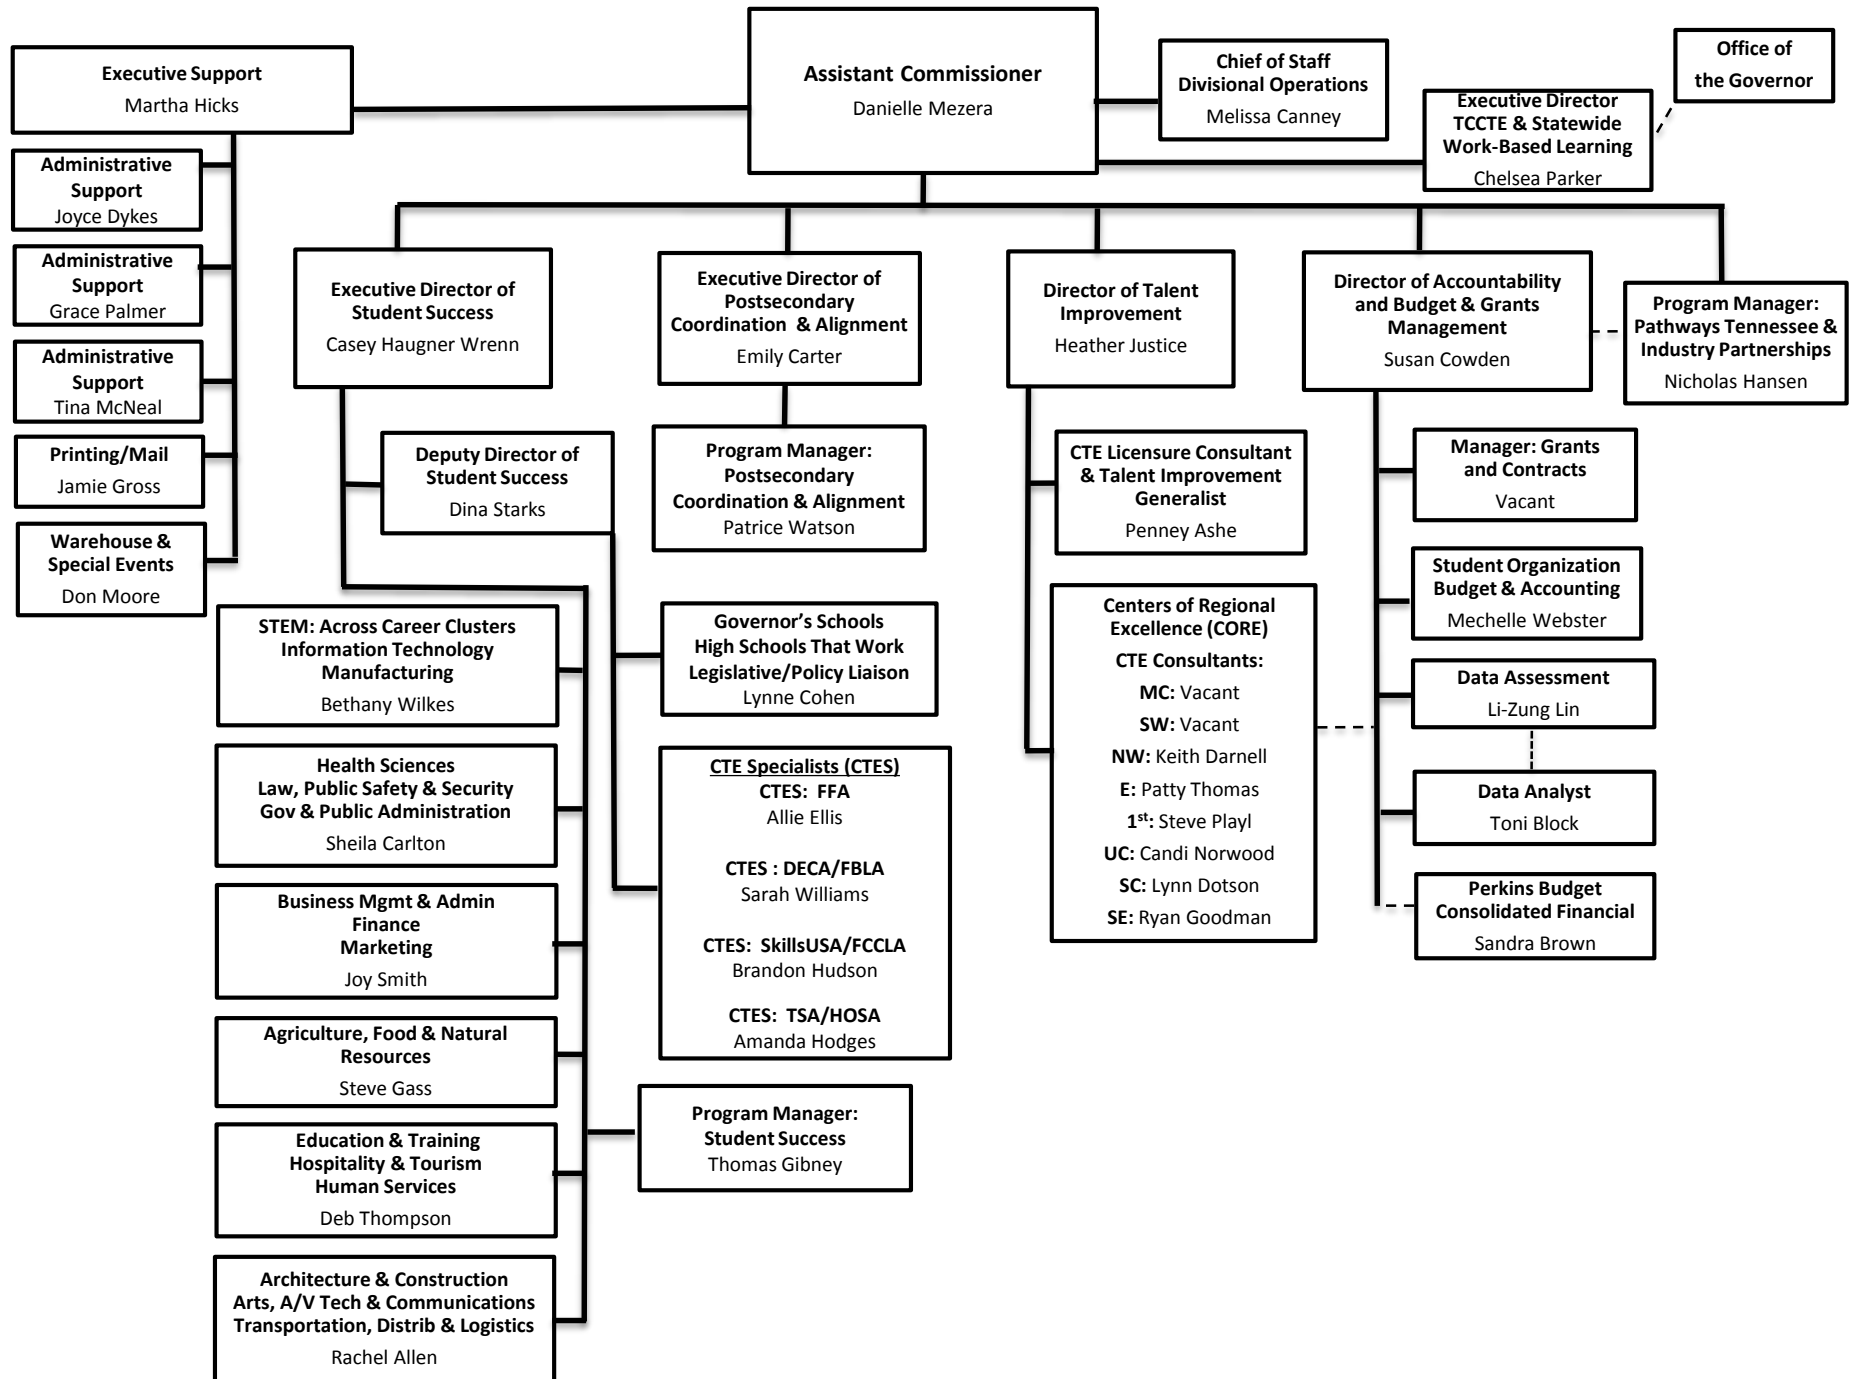 Executive Support
Martha Hicks
Assistant Commissioner
Danielle Mezera
Chief of Staff
Divisional Operations
Melissa Canney
Office of
the Governor
Executive Director
TCCTE & Statewide
Work-Based Learning
Chelsea Parker
Administrative
Support
Joyce Dykes
Administrative
Support
Grace Palmer
Administrative
Support
Tina McNeal
Printing/Mail
Jamie Gross
Warehouse &
Special Events
Don Moore
Executive Director of
Student Success
Casey Haugner Wrenn
Executive Director of
Postsecondary
Coordination & Alignment
Emily Carter
Director of Talent
Improvement
Heather Justice
Director of Accountability
and Budget & Grants
Management
Susan Cowden
Program Manager:
Pathways Tennessee &
Industry Partnerships
Nicholas Hansen
Deputy Director of
Student Success
Dina Starks
Program Manager:
Postsecondary
Coordination & Alignment
Patrice Watson
CTE Licensure Consultant
& Talent Improvement
Generalist
Penney Ashe
Manager: Grants
and Contracts
Vacant
Student Organization
Budget & Accounting
Mechelle Webster
Data Assessment
Li-Zung Lin
Data Analyst
Toni Block
Perkins Budget
Consolidated Financial
Sandra Brown
STEM: Across Career Clusters
Information Technology
Manufacturing
Bethany Wilkes
Health Sciences
Law, Public Safety & Security
Gov & Public Administration
Sheila Carlton
Business Mgmt & Admin
Finance
Marketing
Joy Smith
Agriculture, Food & Natural
Resources
Steve Gass
Education & Training
Hospitality & Tourism
Human Services
Deb Thompson
Architecture & Construction
Arts, A/V Tech & Communications
Transportation, Distrib & Logistics
Rachel Allen
Governor's Schools
High Schools That Work
Legislative/Policy Liaison
Lynne Cohen
CTE Specialists (CTES)
CTES: FFA
Allie Ellis
CTES : DECA/FBLA
Sarah Williams
CTES: SkillsUSA/FCCLA
Brandon Hudson
CTES: TSA/HOSA
Amanda Hodges
Program Manager:
Student Success
Thomas Gibney
Centers of Regional
Excellence (CORE)
CTE Consultants:
MC: Vacant
SW: Vacant
NW: Keith Darnell
E: Patty Thomas
1st: Steve Playl
UC: Candi Norwood
SC: Lynn Dotson
SE: Ryan Goodman